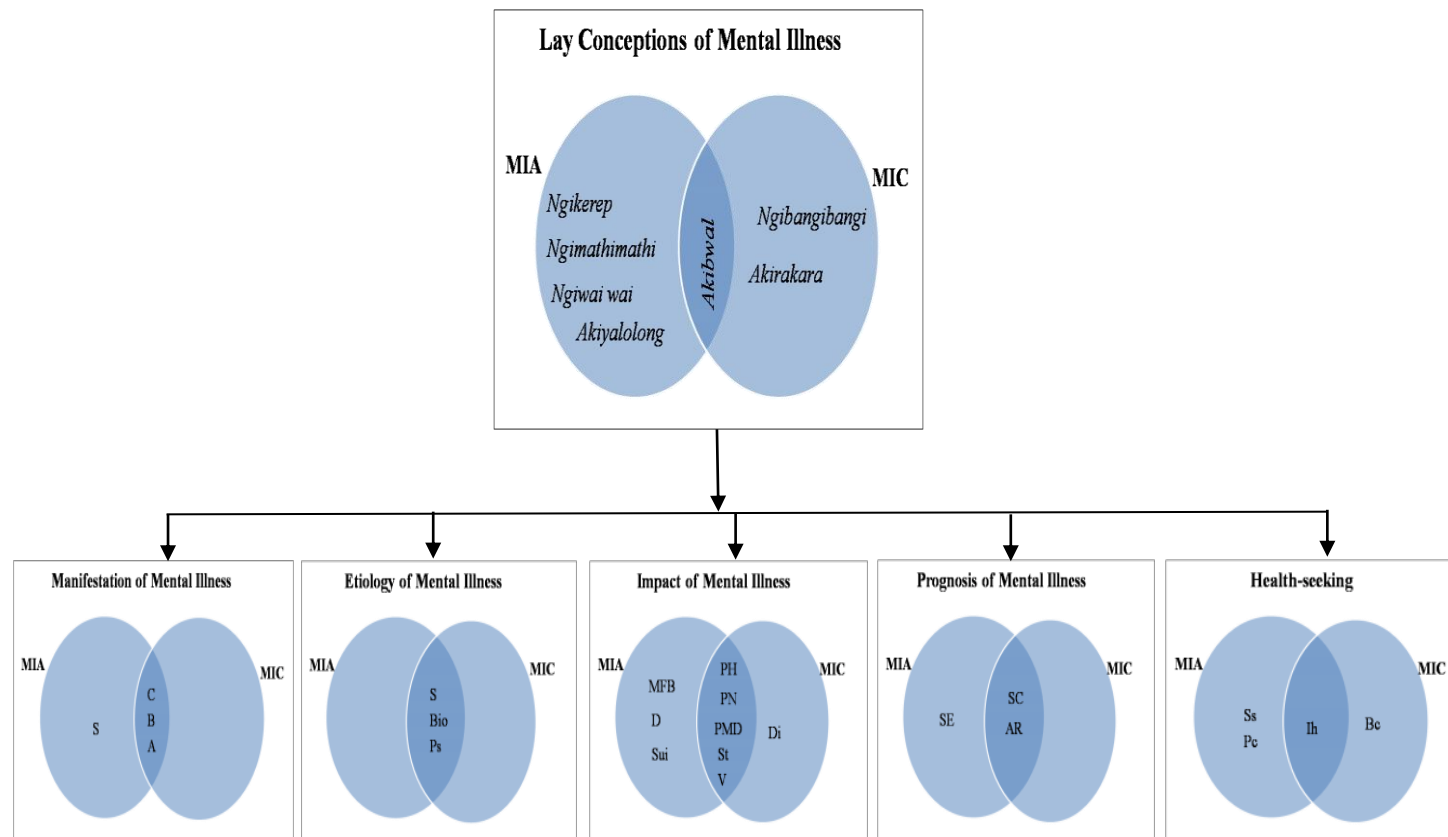 Lay Conceptions of Mental Illness
MIA
MIC
Ngikerep
Ngimathimathi
Ngiwai wai
Akiyalolong
Akibwal
Ngibangibangi
Akirakara
Manifestation of Mental Illness
MIA
MIC
S
C
B
A
Etiology of Mental Illness
MIA
MIC
S
Bio
Ps
Impact of Mental Illness
MIA
MIC
MFB
D
Sui
PH
PN
PMD
St
V
Di
Prognosis of Mental Illness
MIA
MIC
SE
SC
AR
Health-seeking
MIA
MIC
Ss
Pc
Ih
Bc